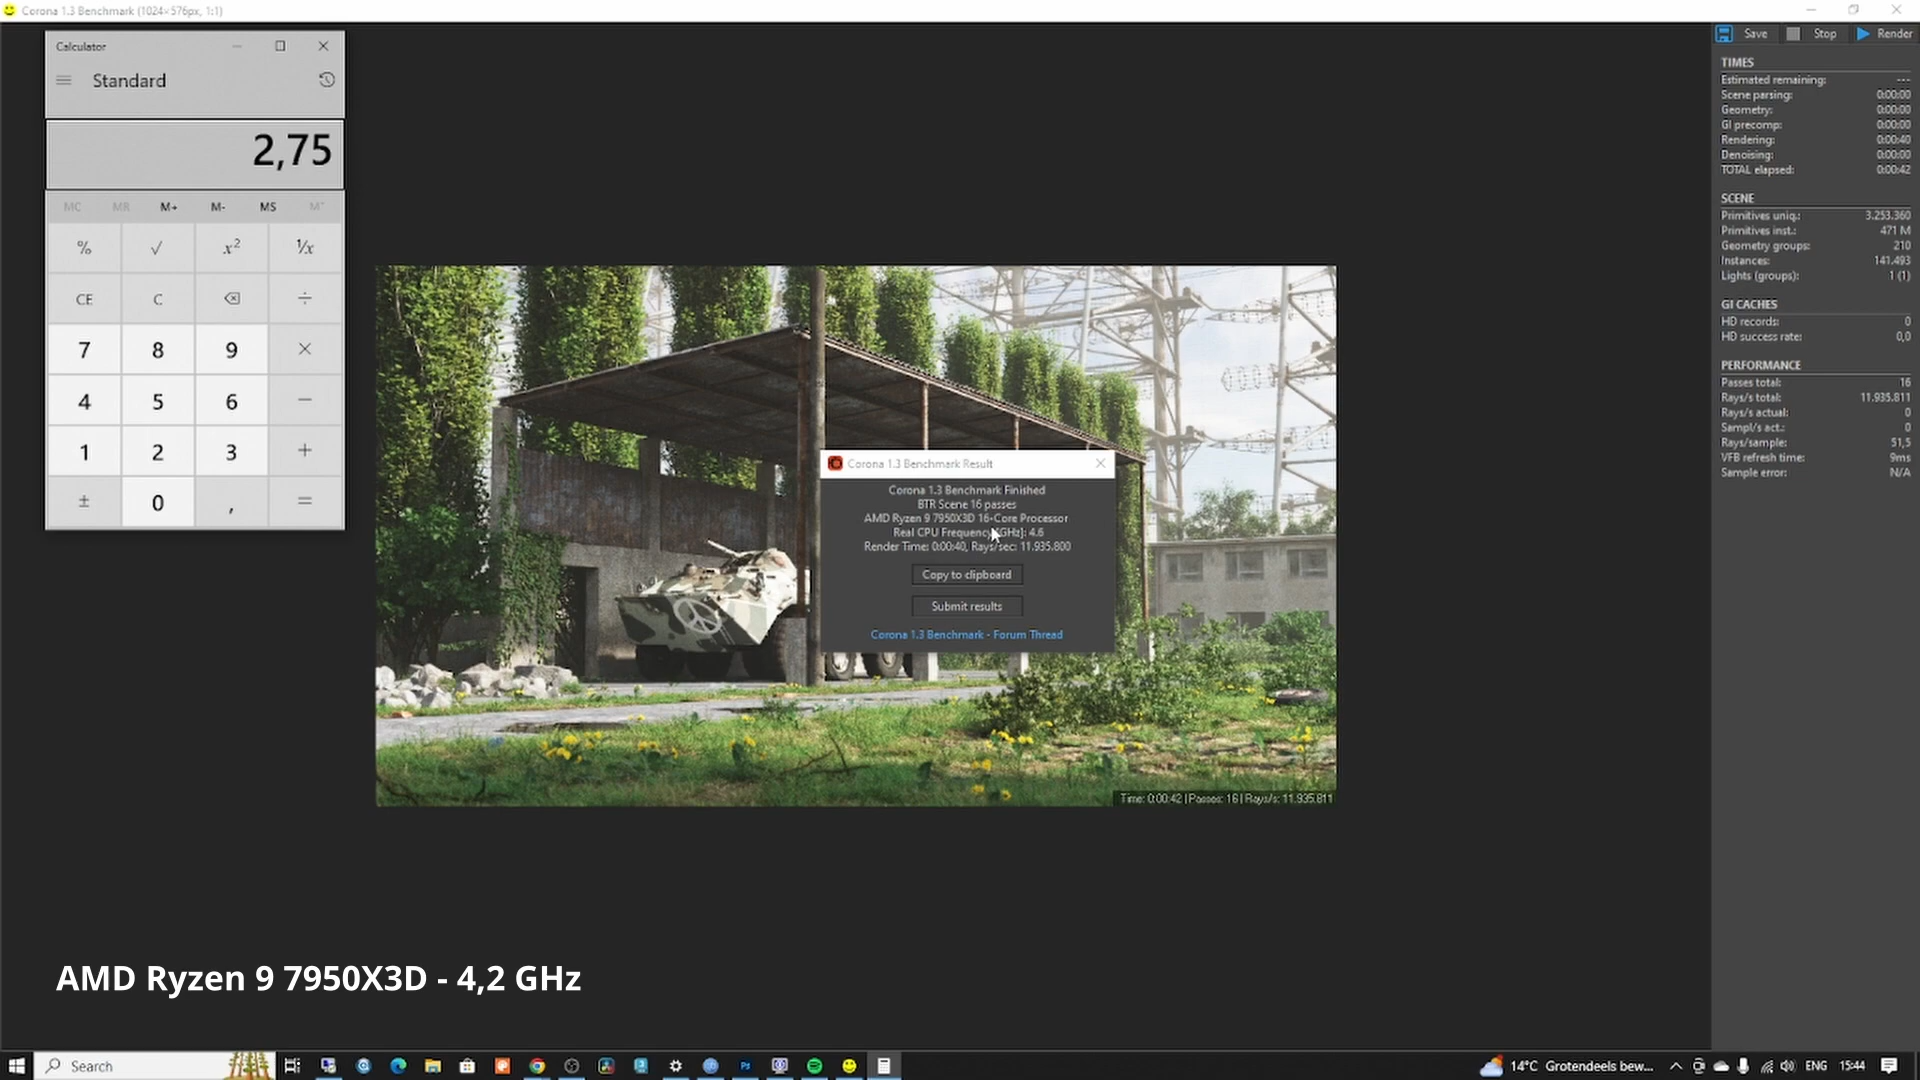 Corona 1.3 Benchmark (1024×576px, 1:1)
Calculator
Standard
2,75
MC MR M+ M- MS M˅
% √ x² ¹/x
CE C ÷
7 8 9 ×
4 5 6 −
1 2 3 +
± 0 , =
Corona 1.3 Benchmark Result
Corona 1.3 Benchmark Finished
BTR Scene 16 passes
AMD Ryzen 9 7950X3D 16-Core Processor
Real CPU Frequency [GHz]: 4.6
Render Time: 0:00:40, Rays/sec: 11.935.800
Copy to clipboard
Submit results
Corona 1.3 Benchmark - Forum Thread
Time: 0:00:42 | Passes: 16 | Rays/s: 11.935.811
Save Stop Render
TIMES
Estimated remaining: ---
Scene parsing: 0:00:00
Geometry: 0:00:00
GI precomp: 0:00:00
Rendering: 0:00:40
Denoising: 0:00:00
TOTAL elapsed: 0:00:42
SCENE
Primitives uniq.: 3.253.360
Primitives inst.: 471 M
Geometry groups: 210
Instances: 141.493
Lights (groups): 1 (1)
GI CACHES
HD records: 0
HD success rate: 0,0
PERFORMANCE
Passes total: 16
Rays/s total: 11.935.811
Rays/s actual: 0
Sampl/s act.: 0
Rays/sample: 51,5
VFB refresh time: 9ms
Sample error: N/A
AMD Ryzen 9 7950X3D - 4,2 GHz
Search
14°C Grotendeels bew...
ENG 15:44